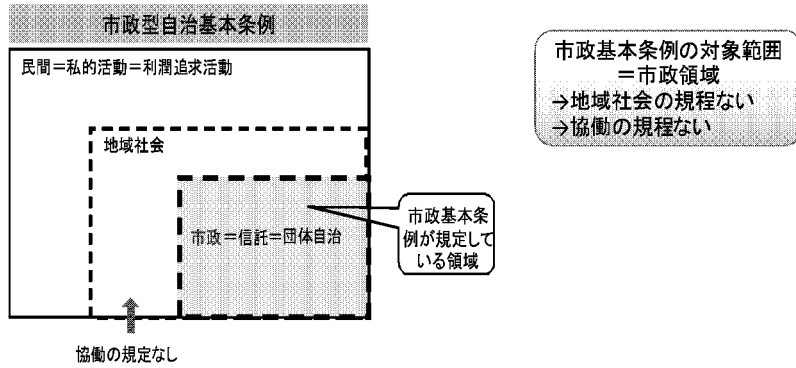 市政型自治基本条例
民間＝私的活動＝利潤追求活動
地域社会
市政＝信託＝団体自治
市政基本条
例が規定して
いる領域
協働の規定なし
市政基本条例の対象範囲
＝市政領域
→地域社会の規程ない
→協働の規程ない